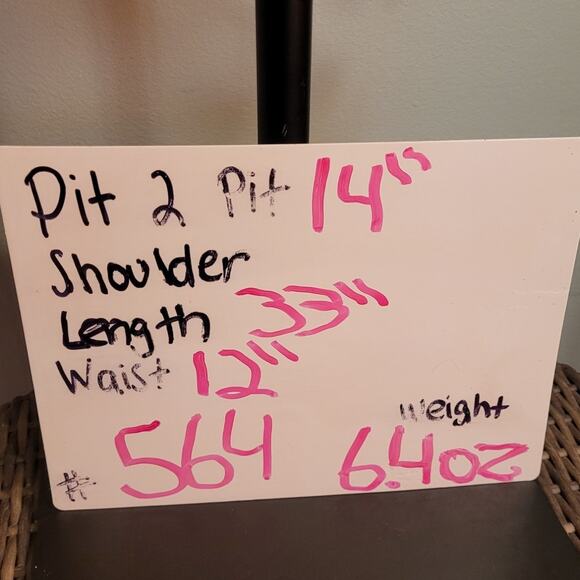 Pit 2 Pit 14"
Shoulder
Length 33"
Waist 12"
weight
# 564 6.4oz